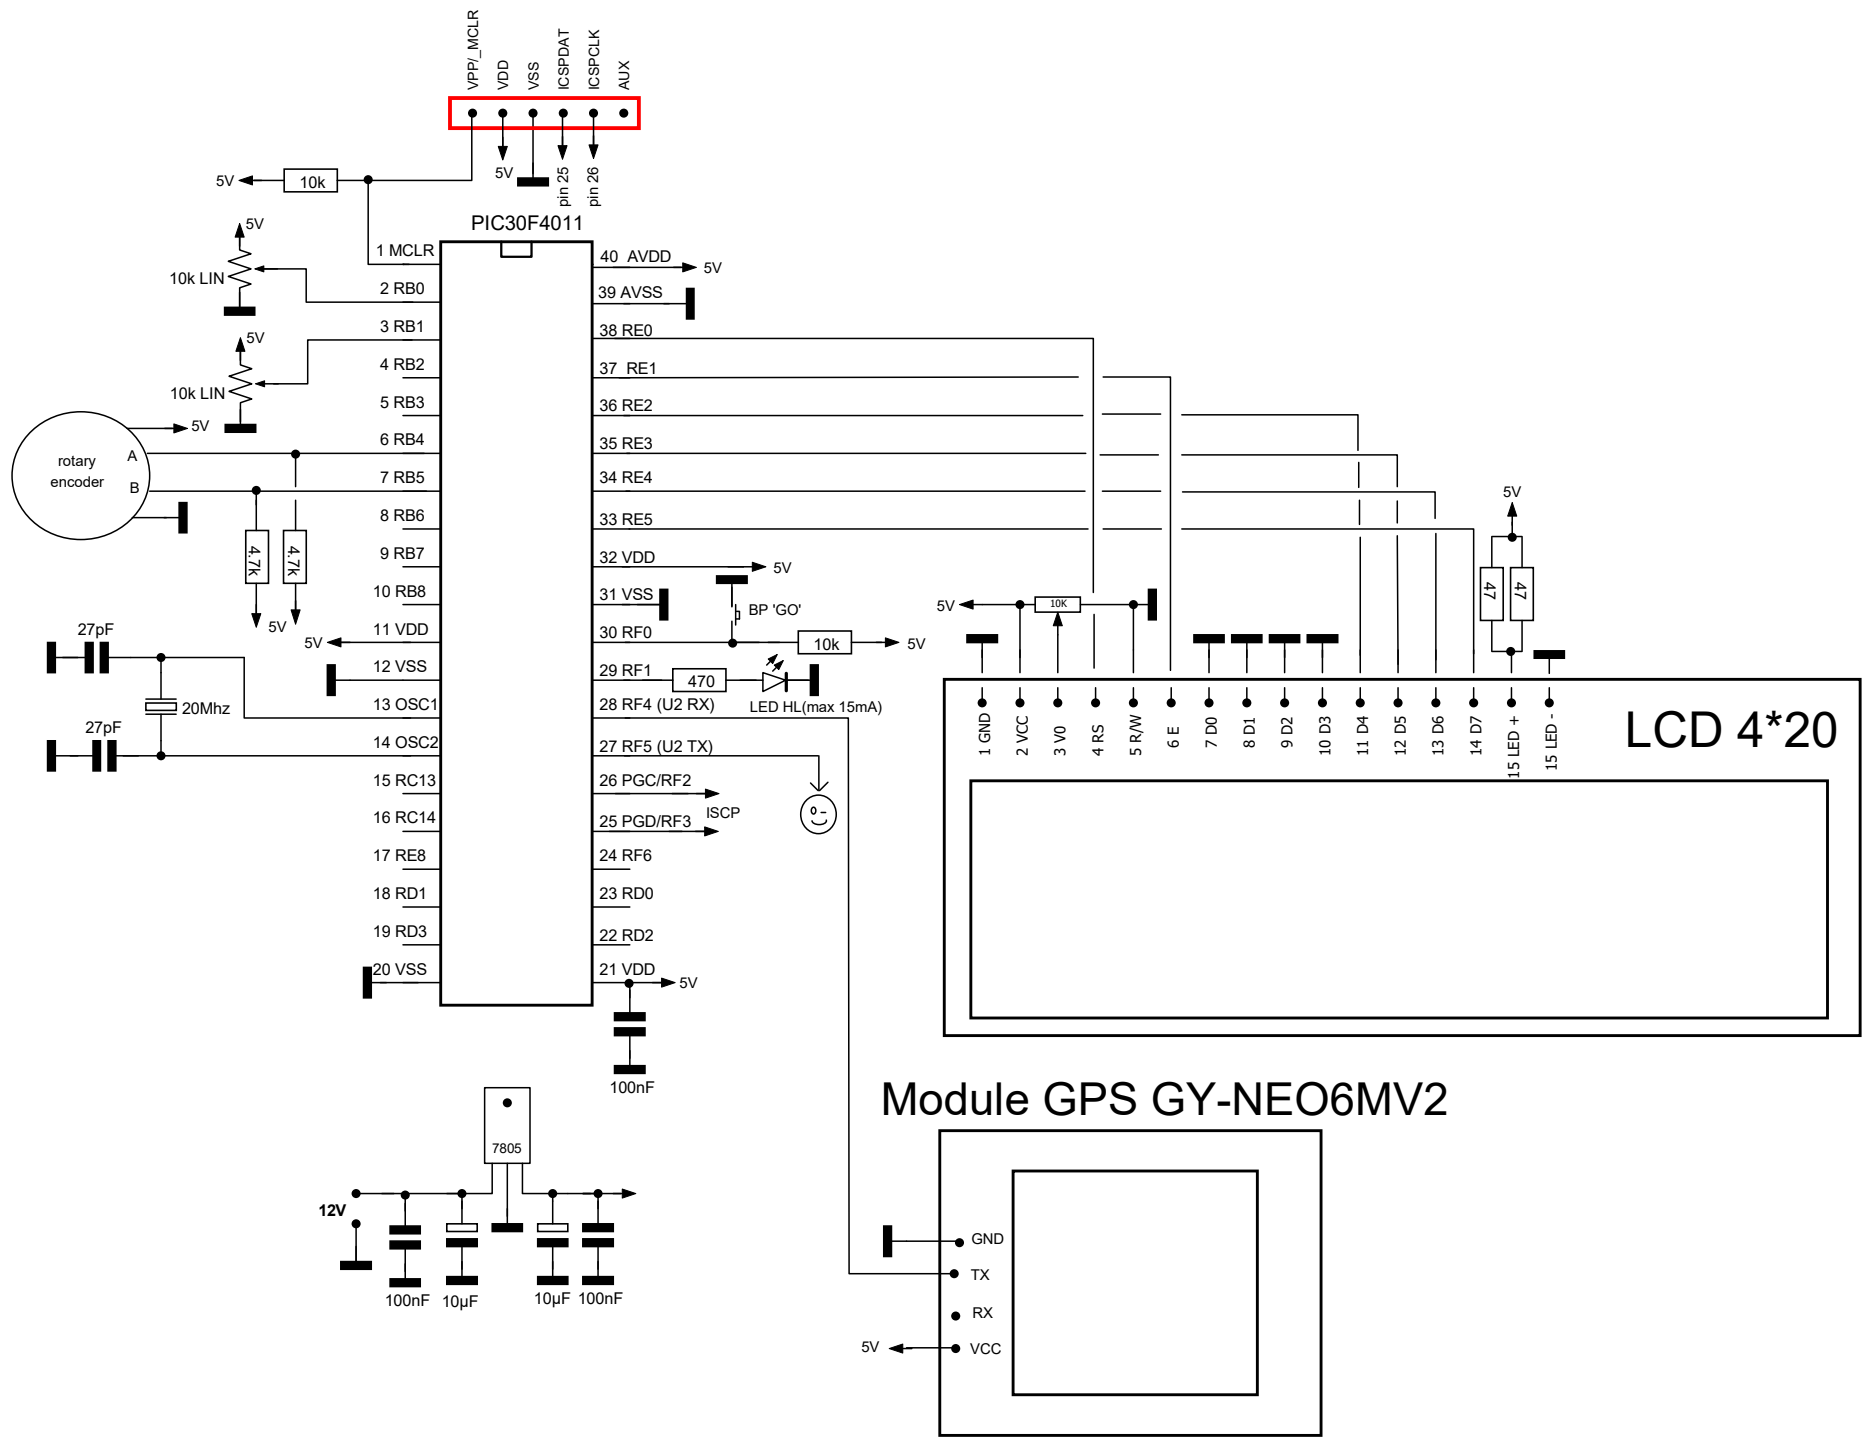 VPP/_MCLR
VDD
VSS
ICSPDAT
ICSPCLK
AUX
5V
10k
5V
pin 25
pin 26
PIC30F4011
5V
10k LIN
5V
10k LIN
rotary
encoder
A
B
5V
4.7k
4.7k
5V
27pF
20Mhz
27pF
5V
1 MCLR
2 RB0
3 RB1
4 RB2
5 RB3
6 RB4
7 RB5
8 RB6
9 RB7
10 RB8
11 VDD
12 VSS
13 OSC1
14 OSC2
15 RC13
16 RC14
17 RE8
18 RD1
19 RD3
20 VSS
40 AVDD
5V
39 AVSS
38 RE0
37 RE1
36 RE2
35 RE3
34 RE4
33 RE5
32 VDD
5V
31 VSS
BP 'GO'
30 RF0
10k
5V
29 RF1
470
LED HL(max 15mA)
28 RF4 (U2 RX)
27 RF5 (U2 TX)
26 PGC/RF2
ISCP
25 PGD/RF3
24 RF6
23 RD0
22 RD2
21 VDD
5V
100nF
5V
10K
5V
47
47
1 GND
2 VCC
3 V0
4 RS
5 R/W
6 E
7 D0
8 D1
9 D2
10 D3
11 D4
12 D5
13 D6
14 D7
15 LED +
15 LED -
LCD 4*20
7805
12V
100nF
10µF
10µF
100nF
Module GPS GY-NEO6MV2
GND
TX
RX
5V
VCC